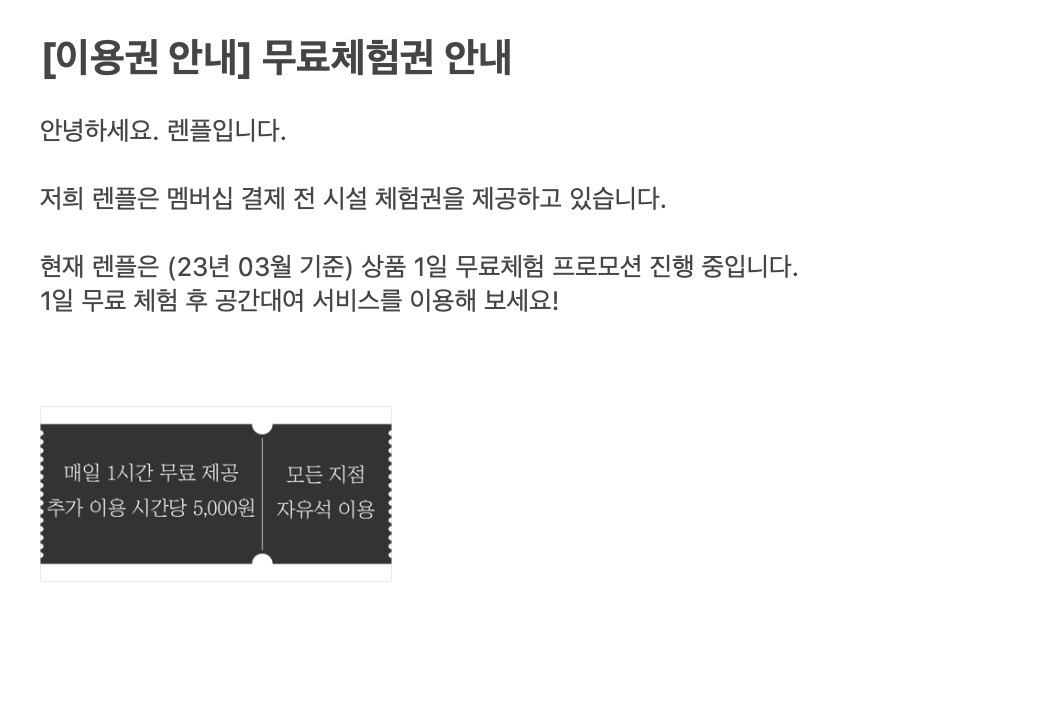 [이용권 안내] 무료체험권 안내
안녕하세요. 렌플입니다.
저희 렌플은 멤버십 결제 전 시설 체험권을 제공하고 있습니다.
현재 렌플은 (23년 03월 기준) 상품 1일 무료체험 프로모션 진행 중입니다.
1일 무료 체험 후 공간대여 서비스를 이용해 보세요!
매일 1시간 무료 제공
추가 이용 시간당 5,000원
모든 지점
자유석 이용